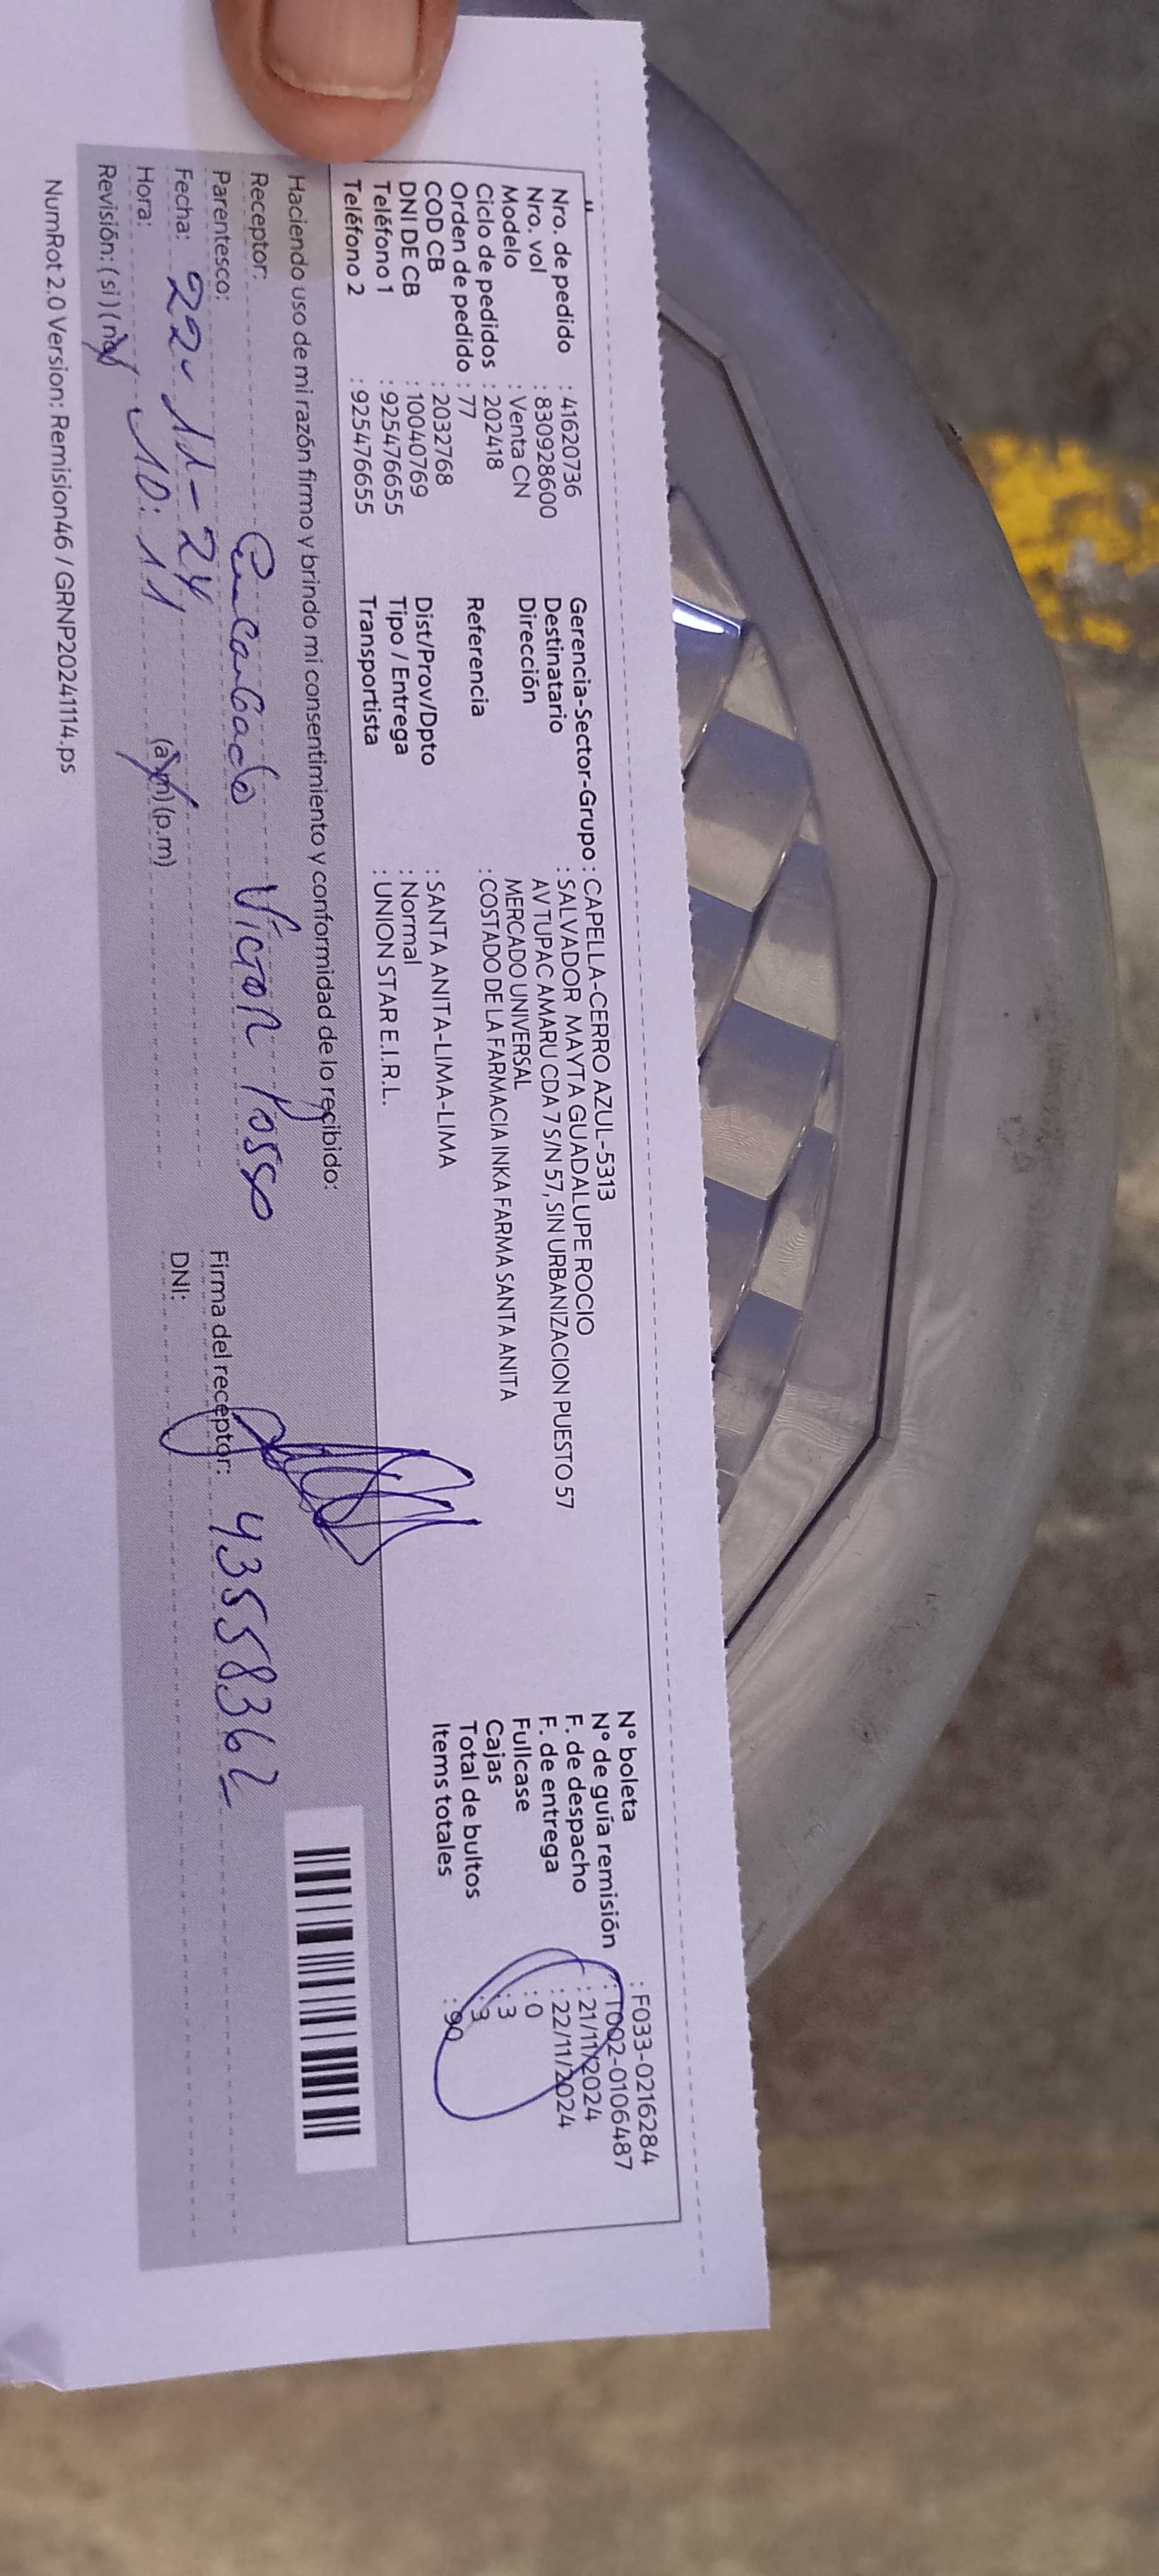 Nro. de pedido : 41620736
Nro. vol : 830928600
Modelo : Venta CN
Ciclo de pedidos : 202418
Orden de pedido : 77
COD CB : 2032768
DNI DE CB : 10040769
Teléfono 1 : 925476655
Teléfono 2 : 925476655
Gerencia-Sector-Grupo : CAPELLA-CERRO AZUL-5313
Destinatario : SALVADOR MAYTA GUADALUPE ROCIO
Dirección AV TUPAC AMARU CDA 7 S/N 57, SIN URBANIZACION PUESTO 57
MERCADO UNIVERSAL
Referencia : COSTADO DE LA FARMACIA INKA FARMA SANTA ANITA
Dist/Prov/Dpto : SANTA ANITA-LIMA-LIMA
Tipo / Entrega : Normal
Transportista : UNION STAR E.I.R.L.
N° boleta : F033-0216284
N° de guía remisión : T002-0106487
F. de despacho : 21/11/2024
F. de entrega : 22/11/2024
Fullcase : 0
Cajas : 3
Total de bultos : 3
Items totales : 90
Haciendo uso de mi razón firmo y brindo mi consentimiento y conformidad de lo recibido:
Receptor: Victor Posso
Parentesco:
Fecha: 22-11-24
Hora: 10:11 (a.m) (p.m)
Revisión: (si) (no)
Firma del receptor: 43558362
DNI:
NumRot 2.0 Version: Remision46 / GRNP20241114.ps